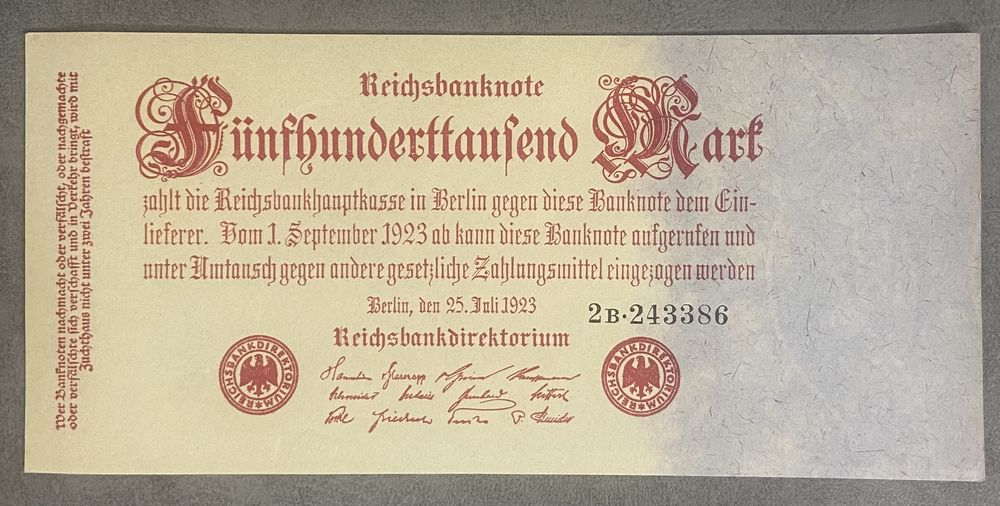 Reichsbanknote
Fünfhunderttausend Mark
zahlt die Reichsbankhauptkasse in Berlin gegen diese Banknote dem Ein-
lieferer. Vom 1. September 1923 ab kann diese Banknote aufgerufen und
unter Umtausch gegen andere gesetzliche Zahlungsmittel eingezogen werden
Berlin, den 25. Juli 1923
2B·243386
Reichsbankdirektorium
REICHSBANKDIREKTORIUM
REICHSBANKDIREKTORIUM
Wer Banknoten nachmacht oder verfälscht, oder nachgemachte
oder verfälschte sich verschafft und in Verkehr bringt, wird mit
Zuchthaus nicht unter zwei Jahren bestraft